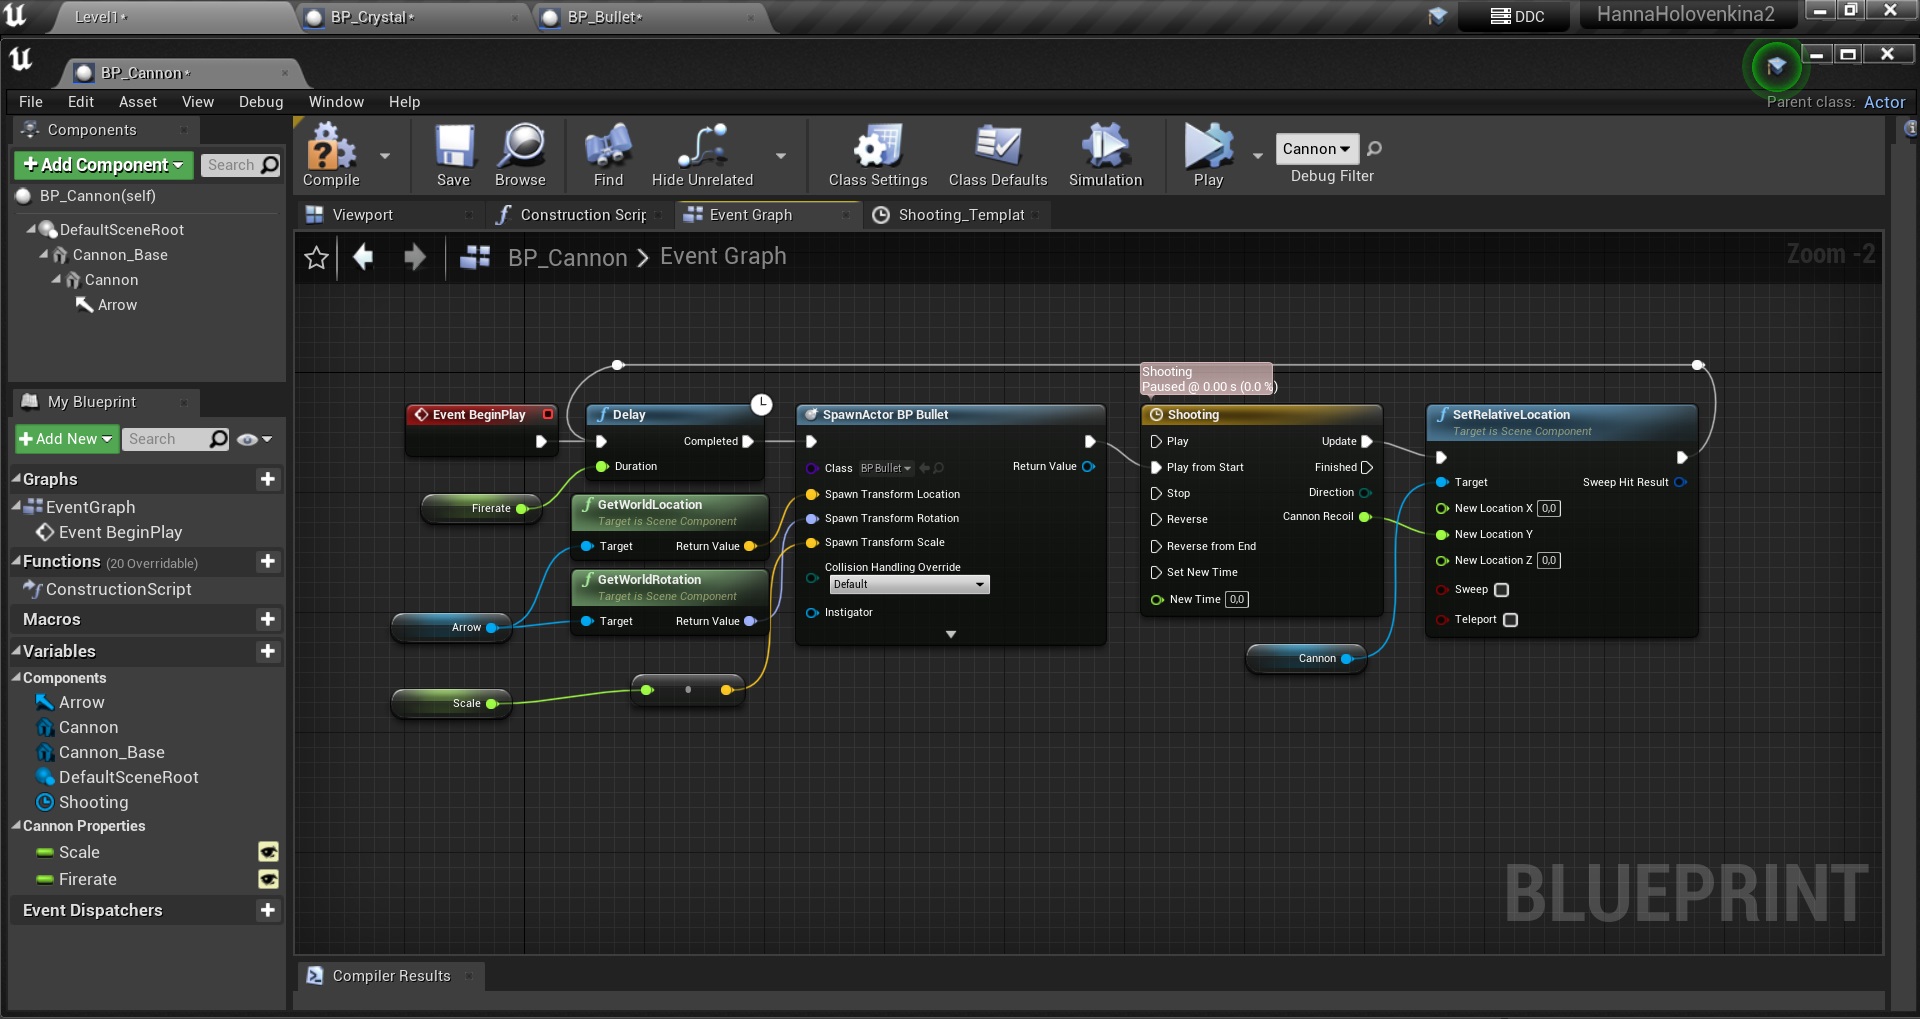 Level1*
BP_Crystal*
BP_Bullet*
DDC
HannaHolovenkina2
BP_Cannon*
File Edit Asset View Debug Window Help
Parent class: Actor
Components
+Add Component
Search
BP_Cannon(self)
DefaultSceneRoot
Cannon_Base
Cannon
Arrow
Compile
Save
Browse
Find
Hide Unrelated
Class Settings
Class Defaults
Simulation
Play
Cannon
Debug Filter
Viewport
Construction Scrip
Event Graph
Shooting_Templat
BP_Cannon > Event Graph
Zoom -2
My Blueprint
+Add New
Search
Graphs
EventGraph
Event BeginPlay
Functions (20 Overridable)
ConstructionScript
Macros
Variables
Components
Arrow
Cannon
Cannon_Base
DefaultSceneRoot
Shooting
Cannon Properties
Scale
Firerate
Event Dispatchers
Event BeginPlay
Firerate
Delay
Completed
Duration
GetWorldLocation
Target is Scene Component
Target
Return Value
GetWorldRotation
Target is Scene Component
Target
Return Value
Arrow
Scale
SpawnActor BP Bullet
Class BP Bullet
Return Value
Spawn Transform Location
Spawn Transform Rotation
Spawn Transform Scale
Collision Handling Override
Default
Instigator
Shooting
Paused @ 0.00 s (0.0 %)
Shooting
Play
Update
Play from Start
Finished
Stop
Direction
Reverse
Cannon Recoil
Reverse from End
Set New Time
New Time 0,0
Cannon
SetRelativeLocation
Target is Scene Component
Target
Sweep Hit Result
New Location X 0,0
New Location Y
New Location Z 0,0
Sweep
Teleport
BLUEPRINT
Compiler Results